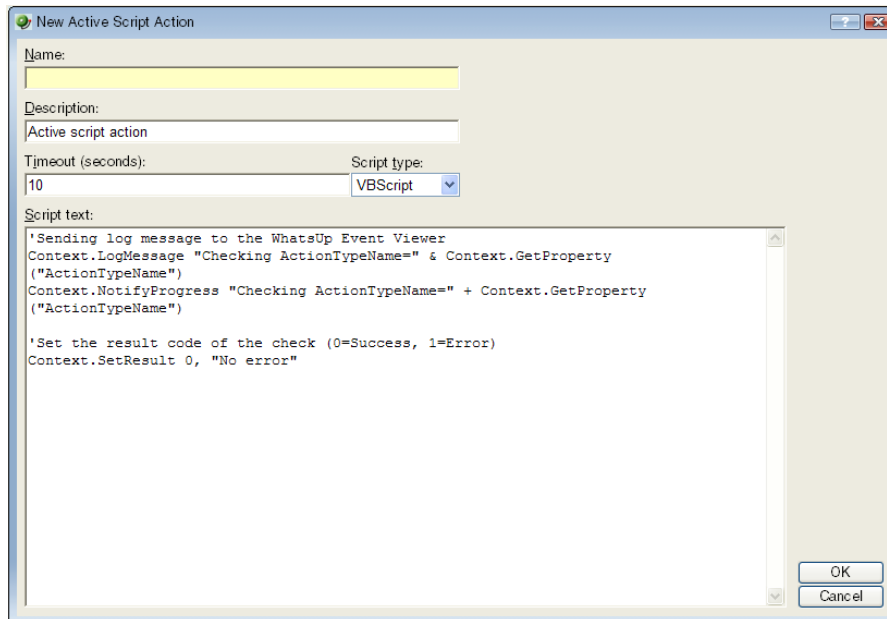 New Active Script Action
?
Name:
Description:
Active script action
Timeout (seconds):
Script type:
10
VBScript
Script text:
'Sending log message to the WhatsUp Event Viewer
Context.LogMessage "Checking ActionTypeName=" & Context.GetProperty
("ActionTypeName")
Context.NotifyProgress "Checking ActionTypeName=" + Context.GetProperty
("ActionTypeName")
'Set the result code of the check (0=Success, 1=Error)
Context.SetResult 0, "No error"
OK
Cancel